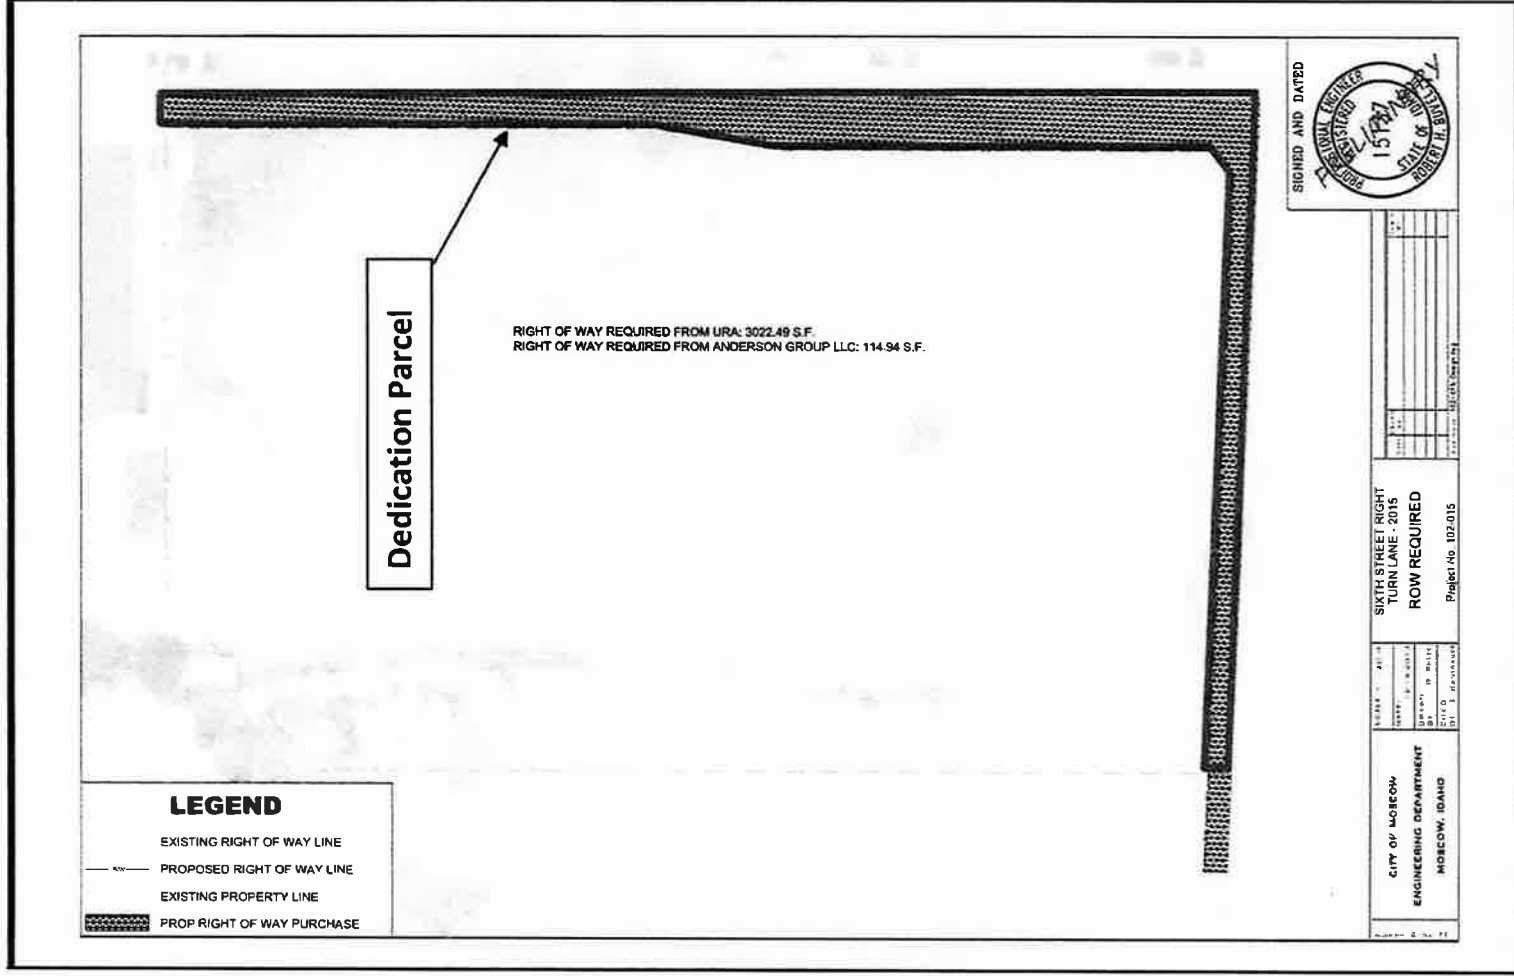 SIGNED AND DATED
PROFESSIONAL ENGINEER
REGISTERED
STATE OF IDAHO
ROBERT H. BUVEL
Dedication Parcel
RIGHT OF WAY REQUIRED FROM URA: 3022.49 S.F.
RIGHT OF WAY REQUIRED FROM ANDERSON GROUP LLC: 114.94 S.F.
SIXTH STREET RIGHT
TURN LANE - 2015
ROW REQUIRED
Project No. 102-015
CITY OF MOSCOW
ENGINEERING DEPARTMENT
MOSCOW, IDAHO
LEGEND
EXISTING RIGHT OF WAY LINE
PROPOSED RIGHT OF WAY LINE
EXISTING PROPERTY LINE
PROP RIGHT OF WAY PURCHASE